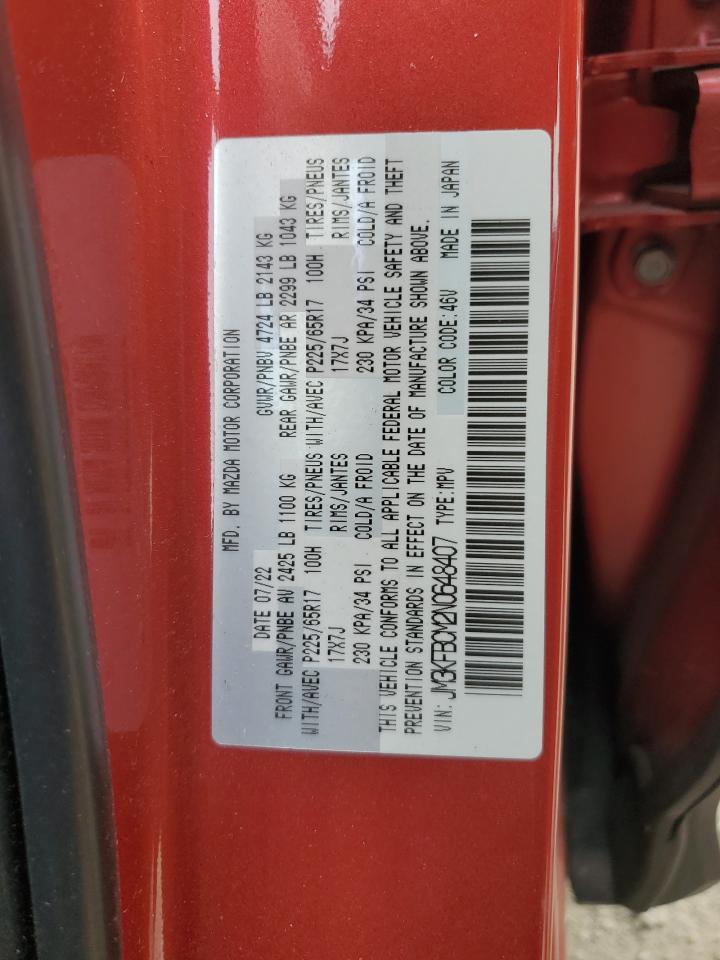 MFD. BY MAZDA MOTOR CORPORATION
DATE 07/22 GVWR/PNBV 4724 LB 2143 KG
FRONT GAWR/PNBE AV 2425 LB 1100 KG REAR GAWR/PNBE AR 2299 LB 1043 KG
WITH/AVEC P225/65R17 100H TIRES/PNEUS WITH/AVEC P225/65R17 100H TIRES/PNEUS
17X7J RIMS/JANTES 17X7J RIMS/JANTES
230 KPA/34 PSI COLD/A FROID 230 KPA/34 PSI COLD/A FROID
THIS VEHICLE CONFORMS TO ALL APPLICABLE FEDERAL MOTOR VEHICLE SAFETY AND THEFT
PREVENTION STANDARDS IN EFFECT ON THE DATE OF MANUFACTURE SHOWN ABOVE.
VIN: JM3KFBCM2N0648407 TYPE:MPV COLOR CODE:46V MADE IN JAPAN